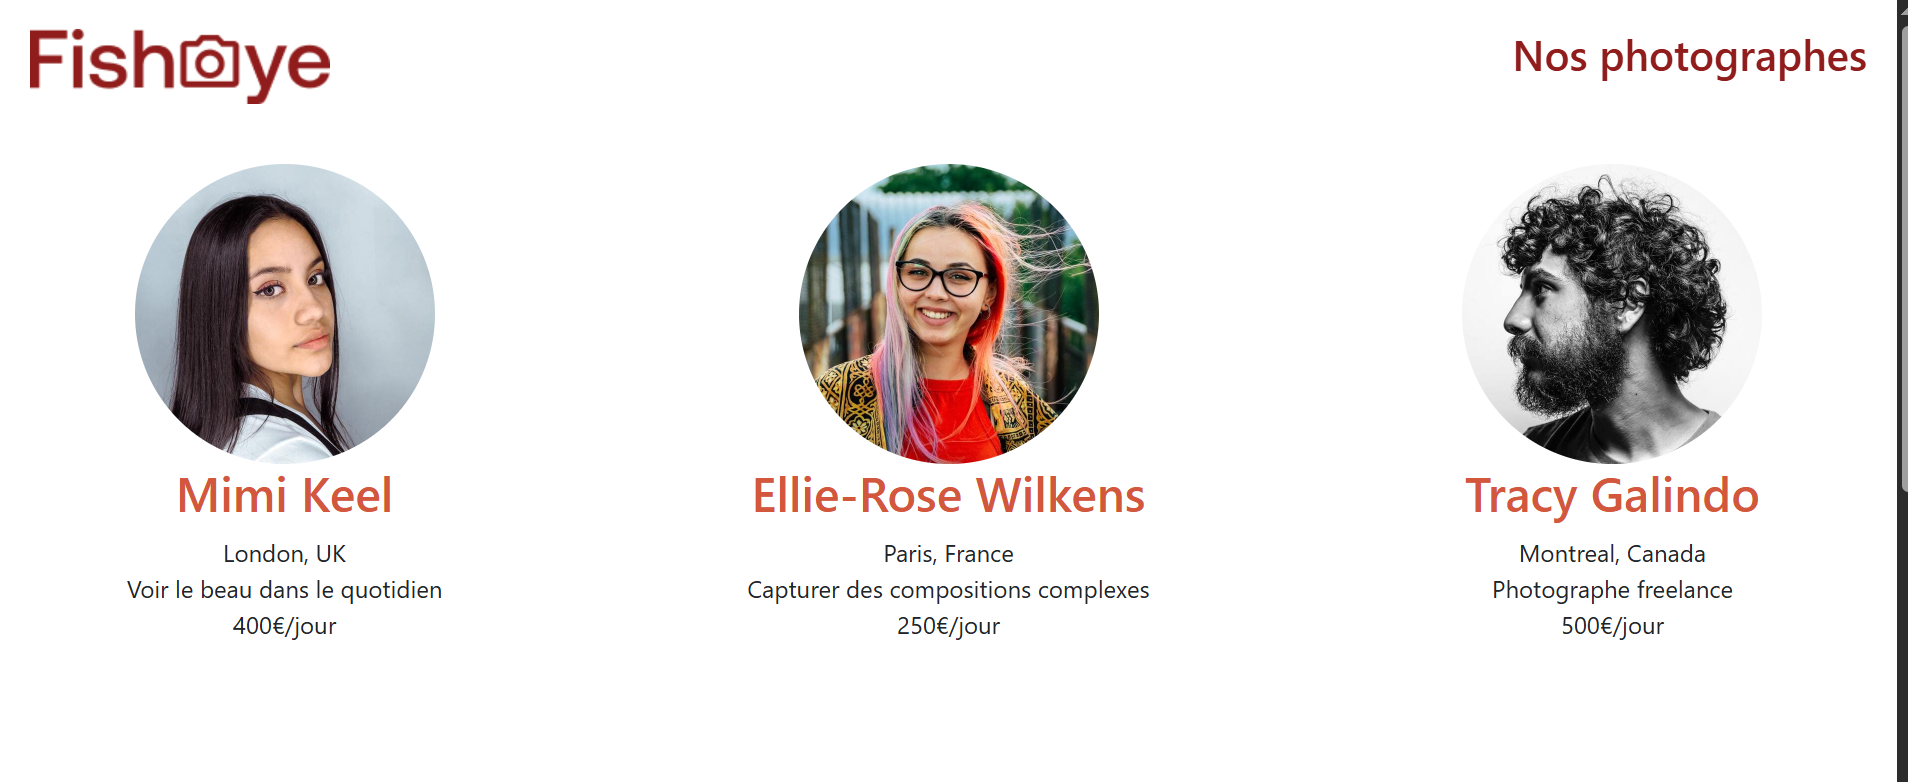 Fisheye
Nos photographes
Mimi Keel
London, UK
Voir le beau dans le quotidien
400€/jour
Ellie-Rose Wilkens
Paris, France
Capturer des compositions complexes
250€/jour
Tracy Galindo
Montreal, Canada
Photographe freelance
500€/jour